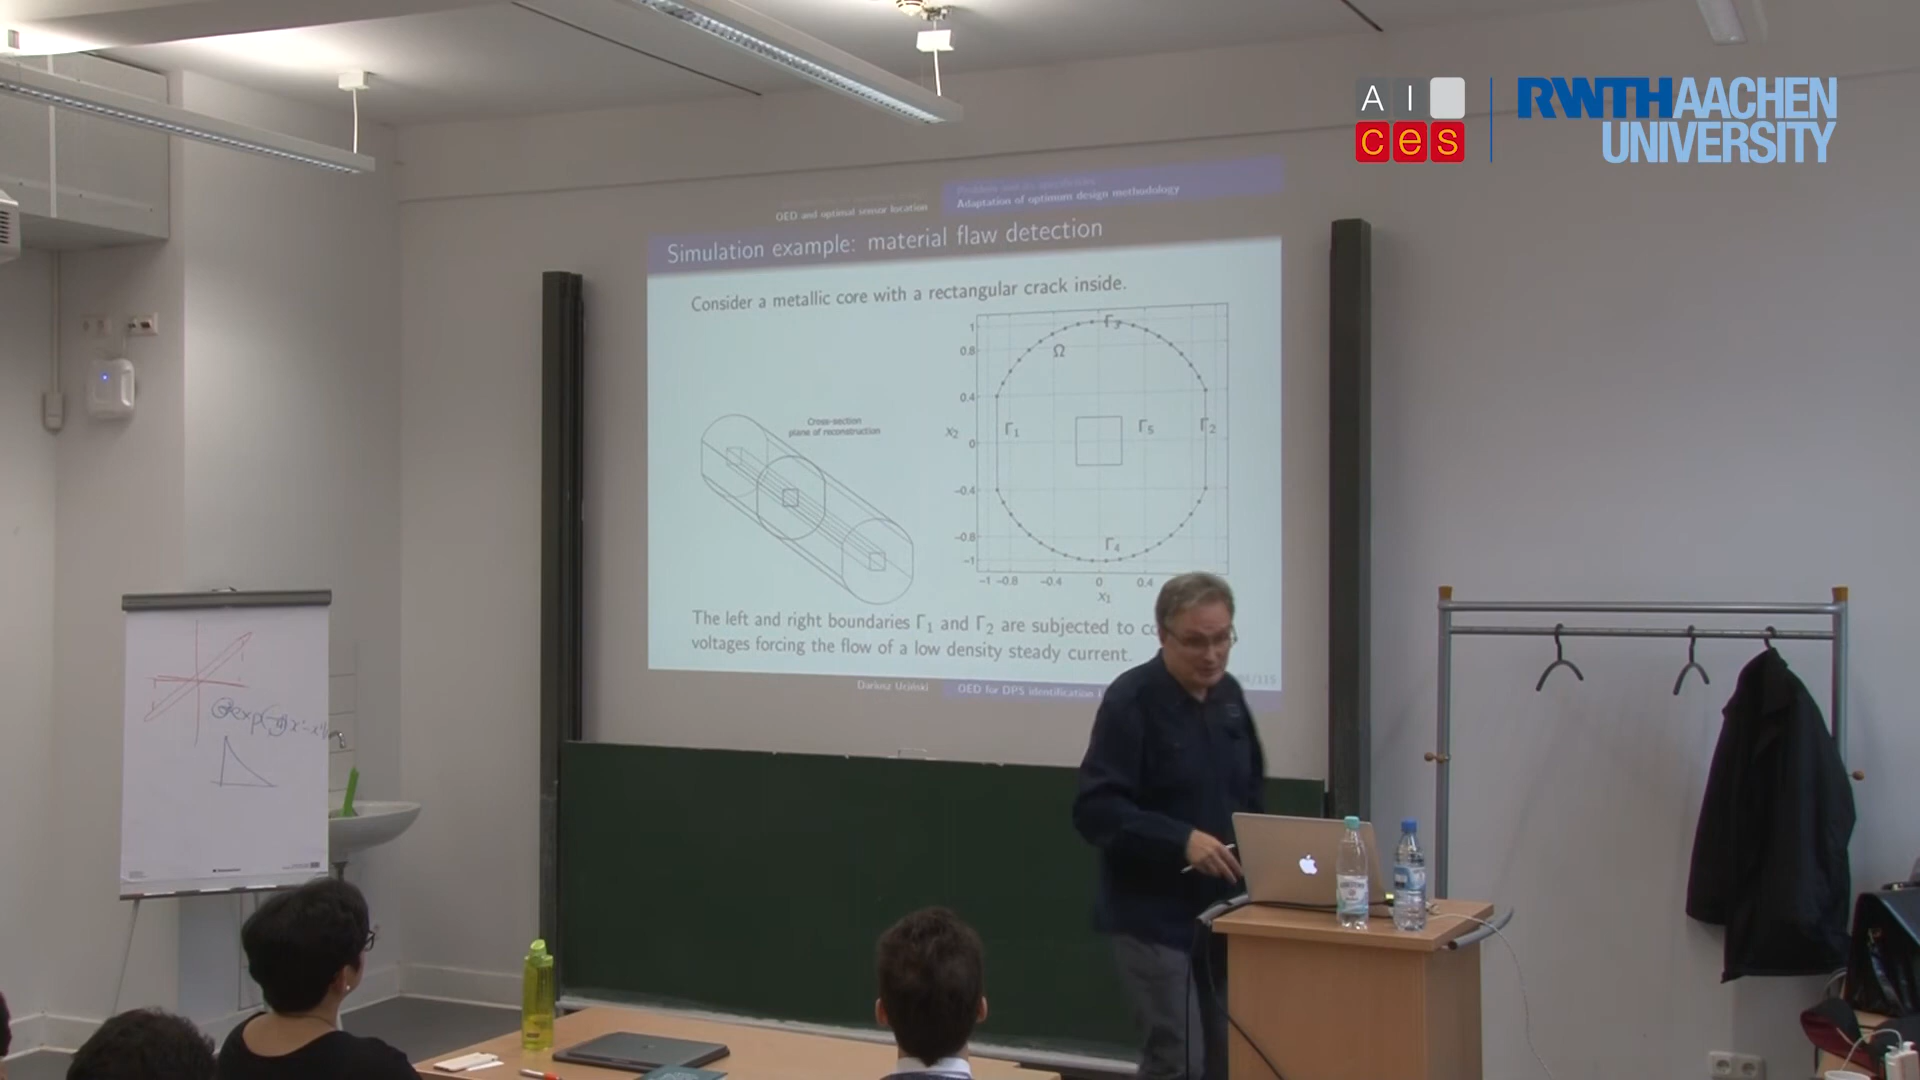 AI
ces
RWTHAACHEN
UNIVERSITY
OED and optimal sensor location
Adaptation of optimum design methodology
Simulation example: material flaw detection
Consider a metallic core with a rectangular crack inside.
Cross-section
plane of reconstruction
1
0.8
0.4
0
−0.4
−0.8
−1
x₂
Γ₃
Ω
Γ₁
Γ₅
Γ₂
Γ₄
−1 −0.8 −0.4 0 0.4
x₁
The left and right boundaries Γ₁ and Γ₂ are subjected to
voltages forcing the flow of a low density steady current.
Dariusz Uciński
OED for DPS identification
/115